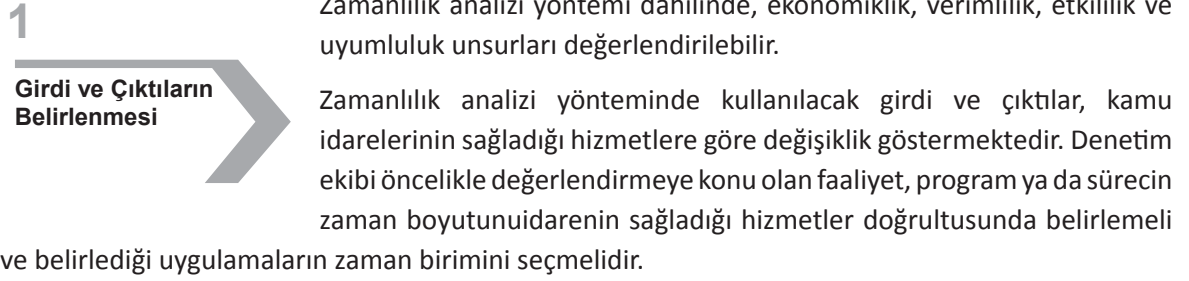 1
Girdi ve Çıktıların
Belirlenmesi
Zamanlılık analizi yöntemi dahilinde, ekonomiklik, verimlilik, etkililik ve
uyumluluk unsurları değerlendirilebilir.
Zamanlılık analizi yönteminde kullanılacak girdi ve çıktılar, kamu
idarelerinin sağladığı hizmetlere göre değişiklik göstermektedir. Denetim
ekibi öncelikle değerlendirmeye konu olan faaliyet, program ya da sürecin
zaman boyutunuidarenin sağladığı hizmetler doğrultusunda belirlemeli
ve belirlediği uygulamaların zaman birimini seçmelidir.